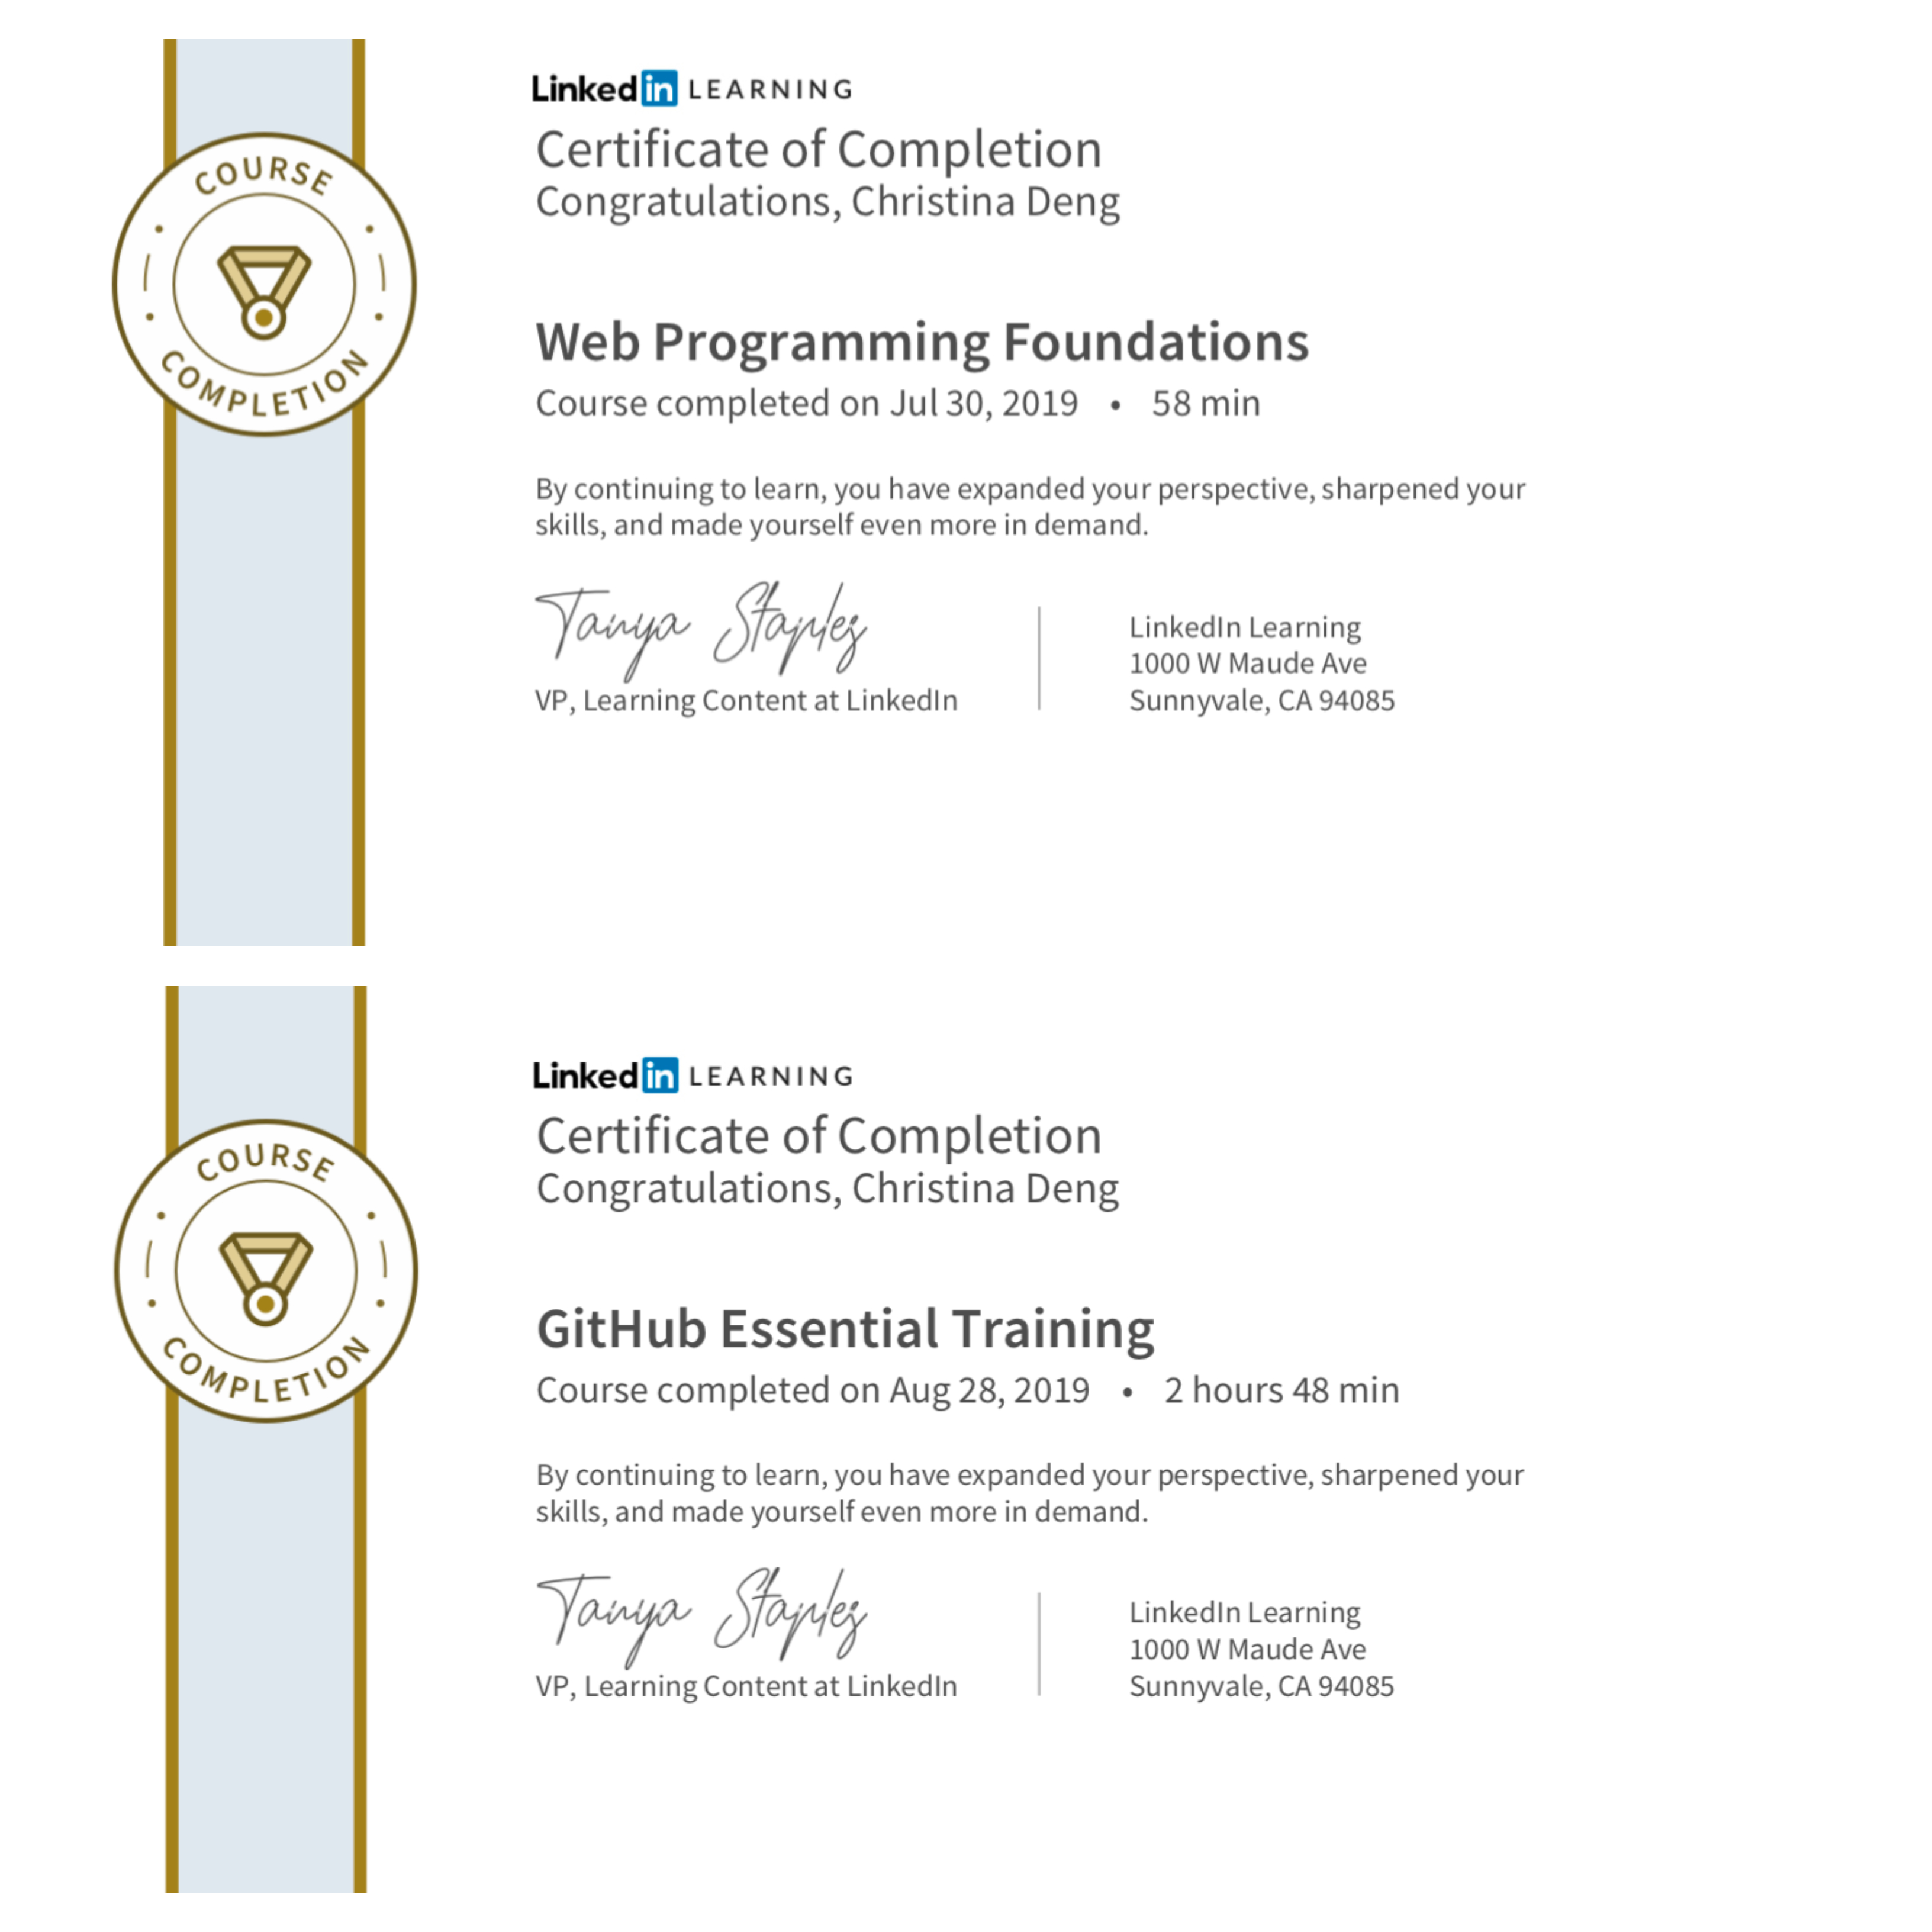 LinkedIn LEARNING
Certificate of Completion
Congratulations, Christina Deng
COURSE
COMPLETION
Web Programming Foundations
Course completed on Jul 30, 2019 • 58 min
By continuing to learn, you have expanded your perspective, sharpened your
skills, and made yourself even more in demand.
Tanya Staples
VP, Learning Content at LinkedIn
LinkedIn Learning
1000 W Maude Ave
Sunnyvale, CA 94085
LinkedIn LEARNING
Certificate of Completion
Congratulations, Christina Deng
COURSE
COMPLETION
GitHub Essential Training
Course completed on Aug 28, 2019 • 2 hours 48 min
By continuing to learn, you have expanded your perspective, sharpened your
skills, and made yourself even more in demand.
Tanya Staples
VP, Learning Content at LinkedIn
LinkedIn Learning
1000 W Maude Ave
Sunnyvale, CA 94085